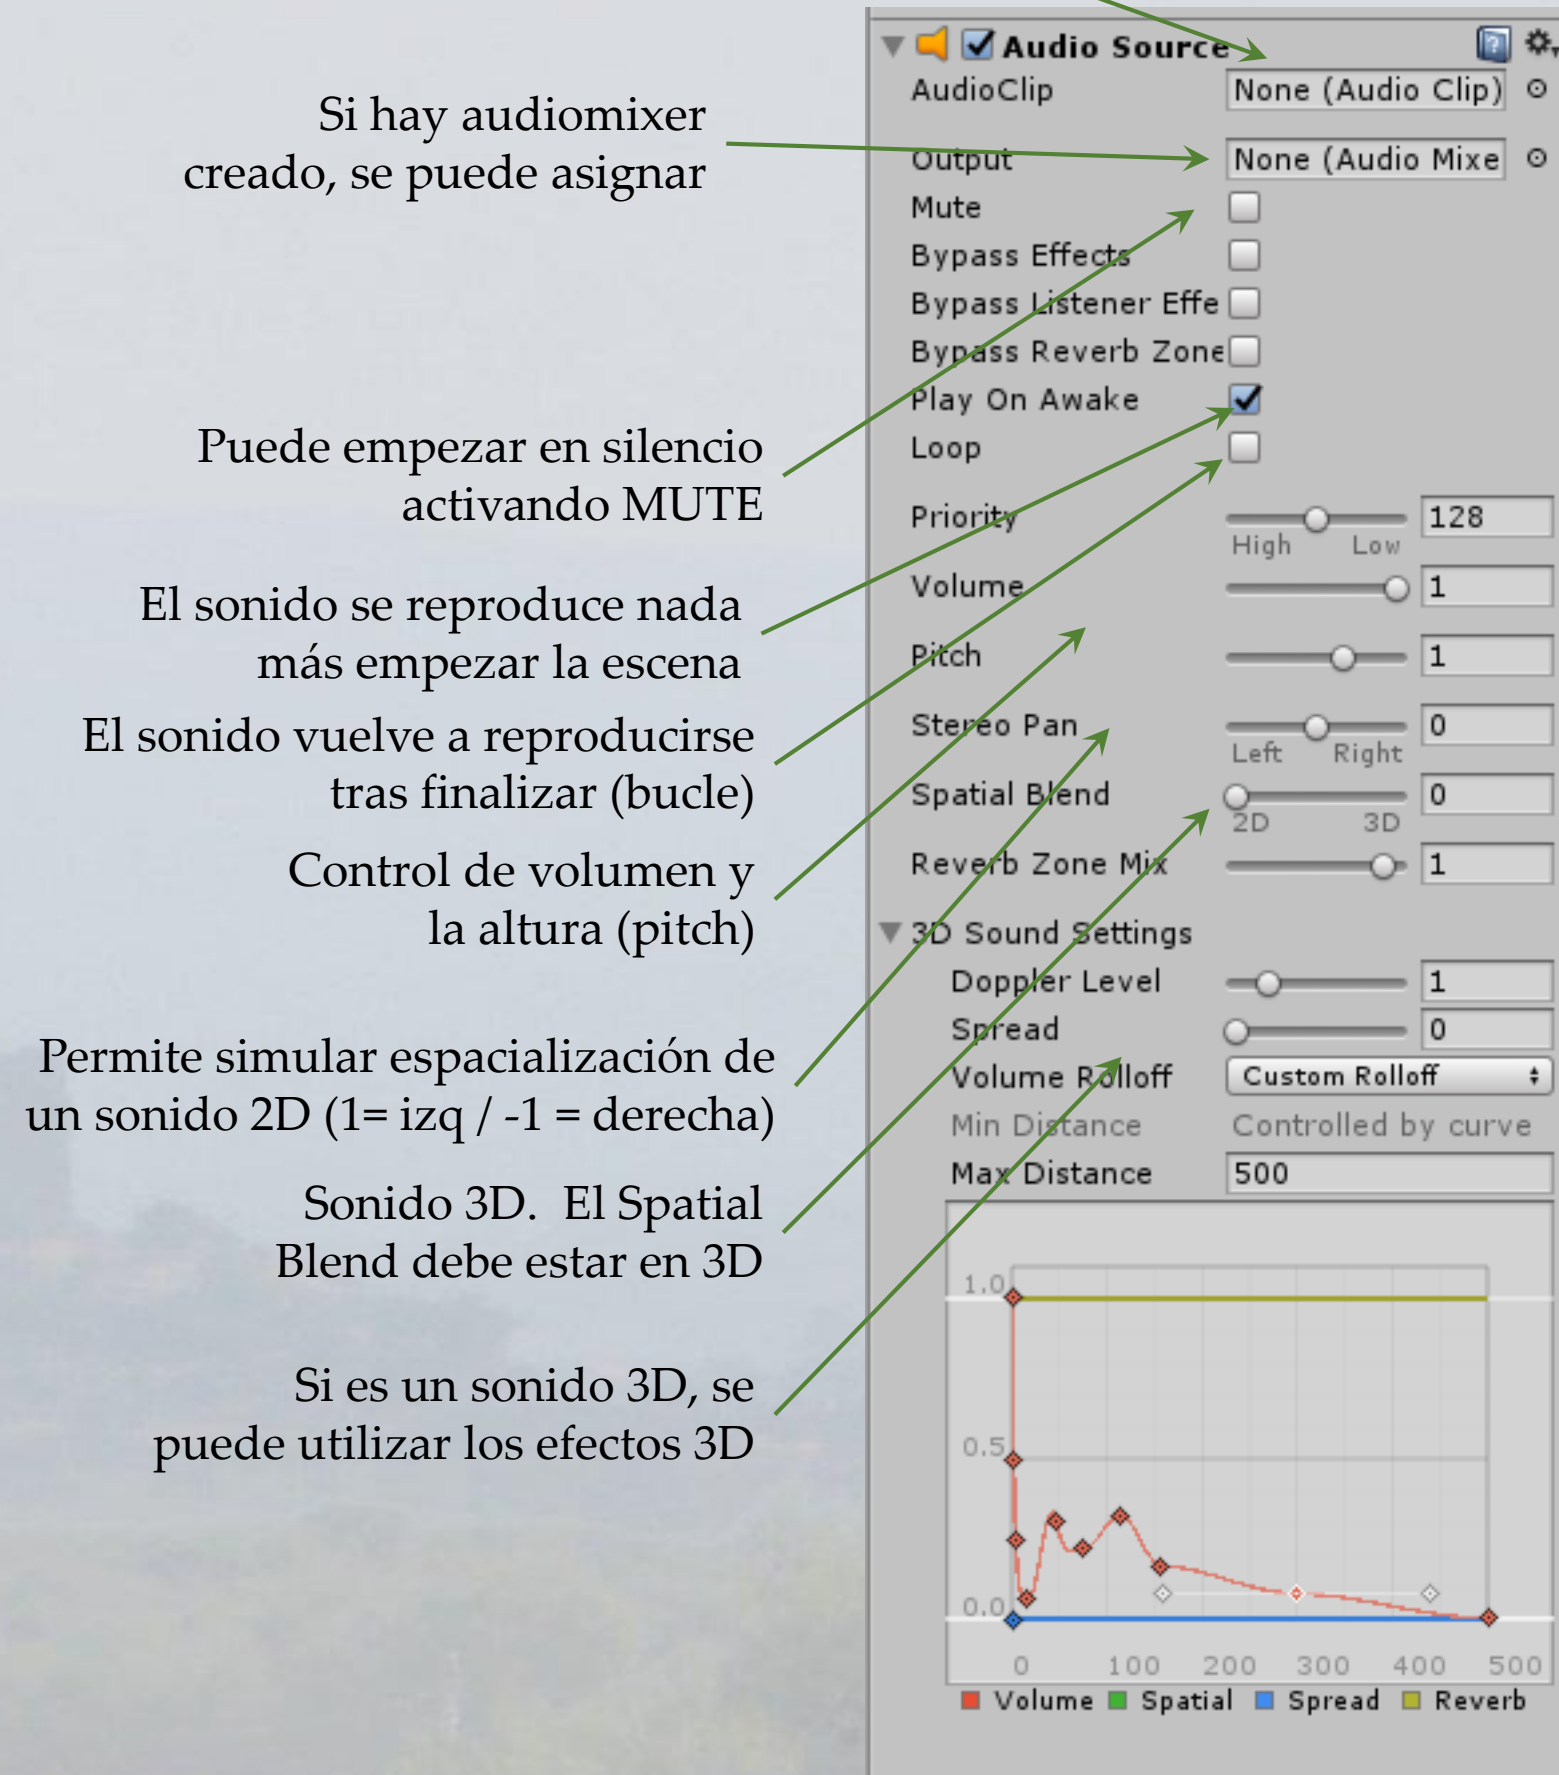 Si hay audiomixer
creado, se puede asignar
Puede empezar en silencio
activando MUTE
El sonido se reproduce nada
más empezar la escena
El sonido vuelve a reproducirse
tras finalizar (bucle)
Control de volumen y
la altura (pitch)
Permite simular espacialización de
un sonido 2D (1= izq / -1 = derecha)
Sonido 3D. El Spatial
Blend debe estar en 3D
Si es un sonido 3D, se
puede utilizar los efectos 3D
Audio Source
AudioClip None (Audio Clip)
Output None (Audio Mixe
Mute
Bypass Effects
Bypass Listener Effe
Bypass Reverb Zone
Play On Awake
Loop
Priority 128
High Low
Volume 1
Pitch 1
Stereo Pan 0
Left Right
Spatial Blend 0
2D 3D
Reverb Zone Mix 1
3D Sound Settings
Doppler Level 1
Spread 0
Volume Rolloff Custom Rolloff
Min Distance Controlled by curve
Max Distance 500
1.0
0.5
0.0
0 100 200 300 400 500
Volume Spatial Spread Reverb